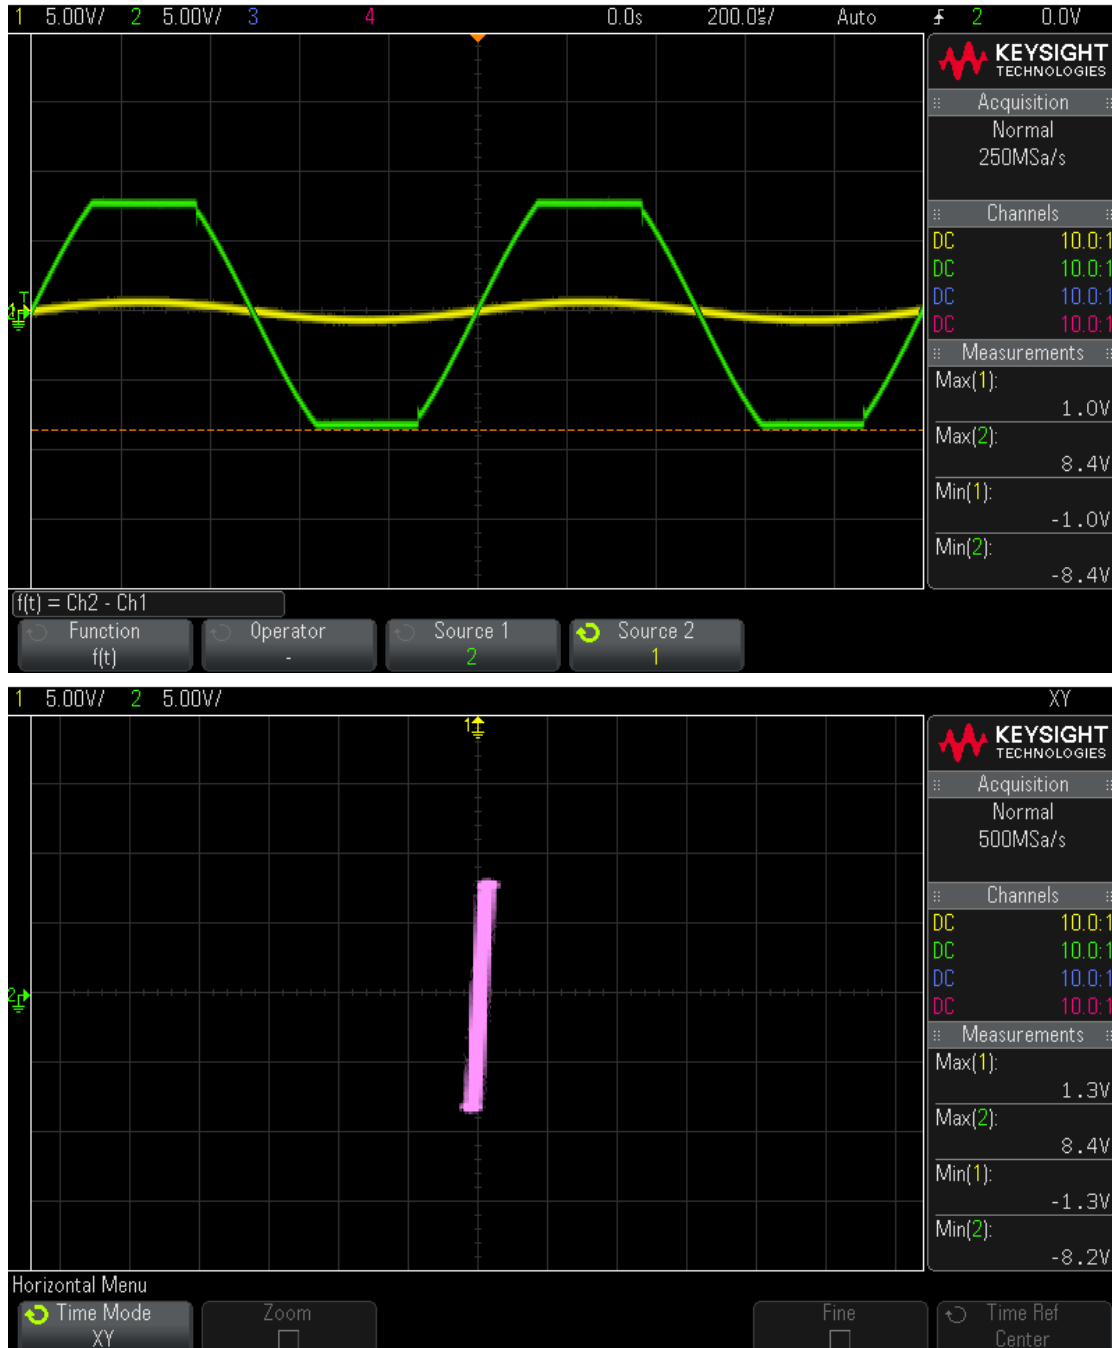 1 5.00V/ 2 5.00V/ 3 4 0.0s 200.0㎲/ Auto 2 0.0V
KEYSIGHT
TECHNOLOGIES
Acquisition
Normal
250MSa/s
Channels
DC 10.0:1
DC 10.0:1
DC 10.0:1
DC 10.0:1
Measurements
Max(1):
1.0V
Max(2):
8.4V
Min(1):
-1.0V
Min(2):
-8.4V
T
f(t) = Ch2 - Ch1
Function Operator Source 1 Source 2
f(t) - 2 1
1 5.00V/ 2 5.00V/ XY
1
KEYSIGHT
TECHNOLOGIES
Acquisition
Normal
500MSa/s
Channels
DC 10.0:1
DC 10.0:1
DC 10.0:1
DC 10.0:1
2
Measurements
Max(1):
1.3V
Max(2):
8.4V
Min(1):
-1.3V
Min(2):
-8.2V
Horizontal Menu
Time Mode Zoom Fine Time Ref
XY Center